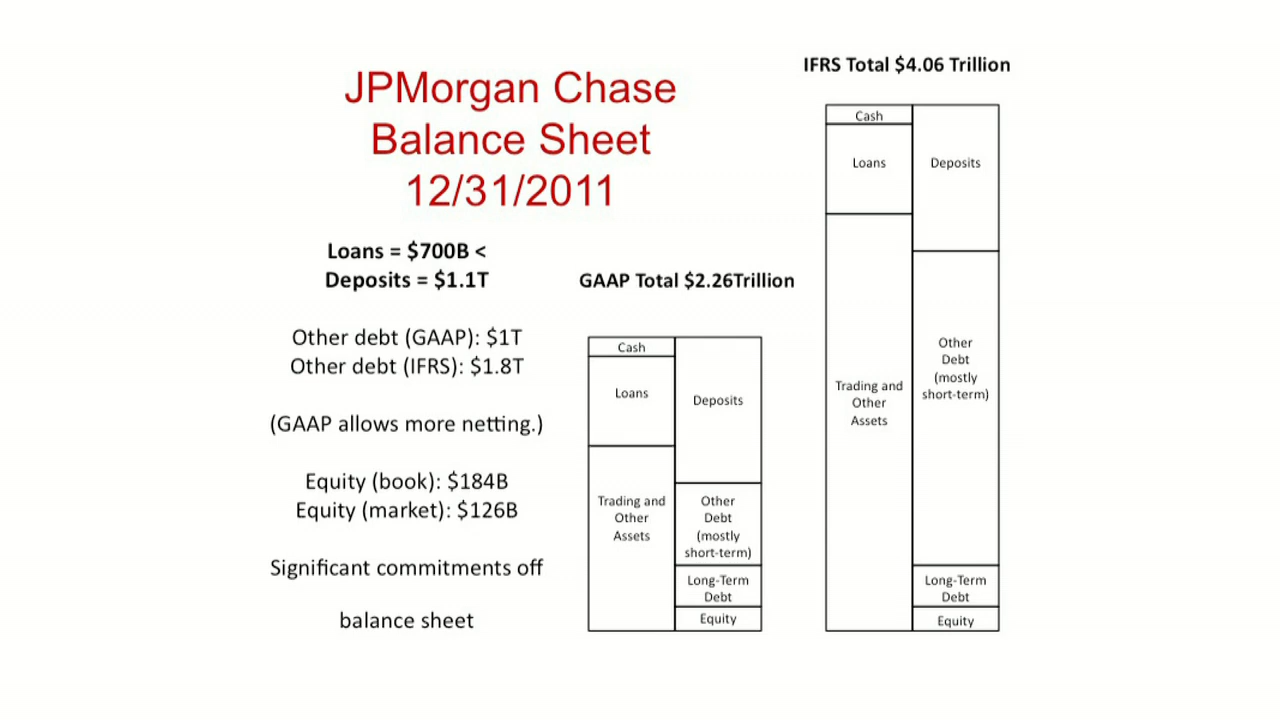 JPMorgan Chase
Balance Sheet
12/31/2011
Loans = $700B <
Deposits = $1.1T
Other debt (GAAP): $1T
Other debt (IFRS): $1.8T
(GAAP allows more netting.)
Equity (book): $184B
Equity (market): $126B
Significant commitments off
balance sheet
GAAP Total $2.26Trillion
Cash
Loans
Trading and
Other
Assets
Deposits
Other
Debt
(mostly
short-term)
Long-Term
Debt
Equity
IFRS Total $4.06 Trillion
Cash
Loans
Trading and
Other
Assets
Deposits
Other
Debt
(mostly
short-term)
Long-Term
Debt
Equity